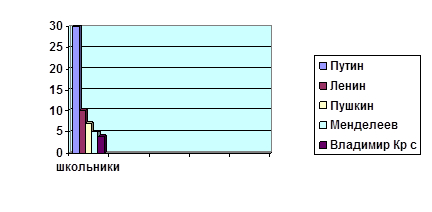 30
25
20
15
10
5
0
школьники
Путин
Ленин
Пушкин
Менделеев
Владимир Кр с